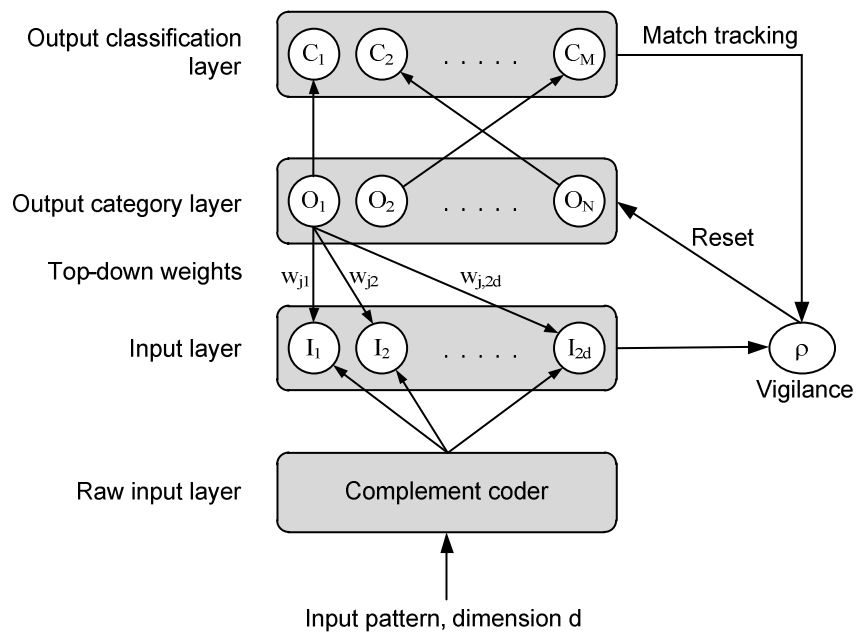 Output classification
layer
C1 C2 . . . . . CM
Match tracking
Output category layer
O1 O2 . . . . . ON
Reset
Top-down weights
wj1 wj2 wj,2d
Input layer
I1 I2 . . . . . I2d
ρ
Vigilance
Raw input layer
Complement coder
Input pattern, dimension d